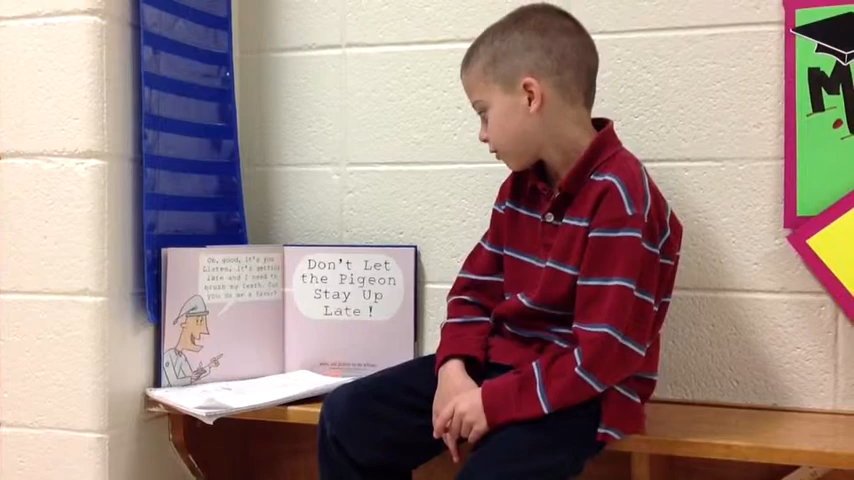 Oh, good, it's you
Listen, it's getting
late and I need to
brush my teeth. Can
you do me a favor?
Don't Let
the Pigeon
Stay Up
Late!
M